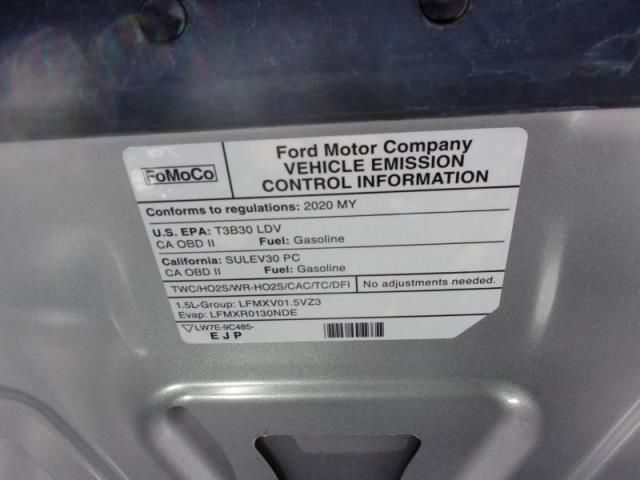 FoMoCo
Ford Motor Company
VEHICLE EMISSION
CONTROL INFORMATION
Conforms to regulations: 2020 MY
U.S. EPA: T3B30 LDV
CA OBD II Fuel: Gasoline
California: SULEV30 PC
CA OBD II Fuel: Gasoline
TWC/HO2S/WR-HO2S/CAC/TC/DFI No adjustments needed.
1.5L-Group: LFMXV01.5VZ3
Evap: LFMXR0130NDE
LW7E-9C485-
EJP